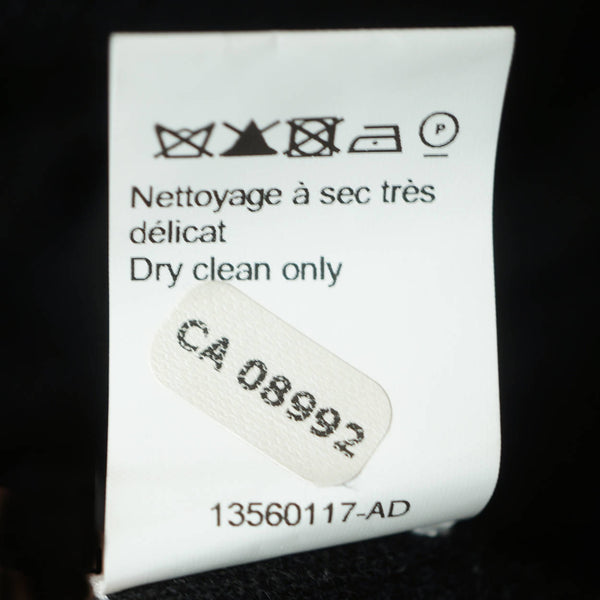 P
Nettoyage à sec très
délicat
Dry clean only
CA 08992
13560117-AD